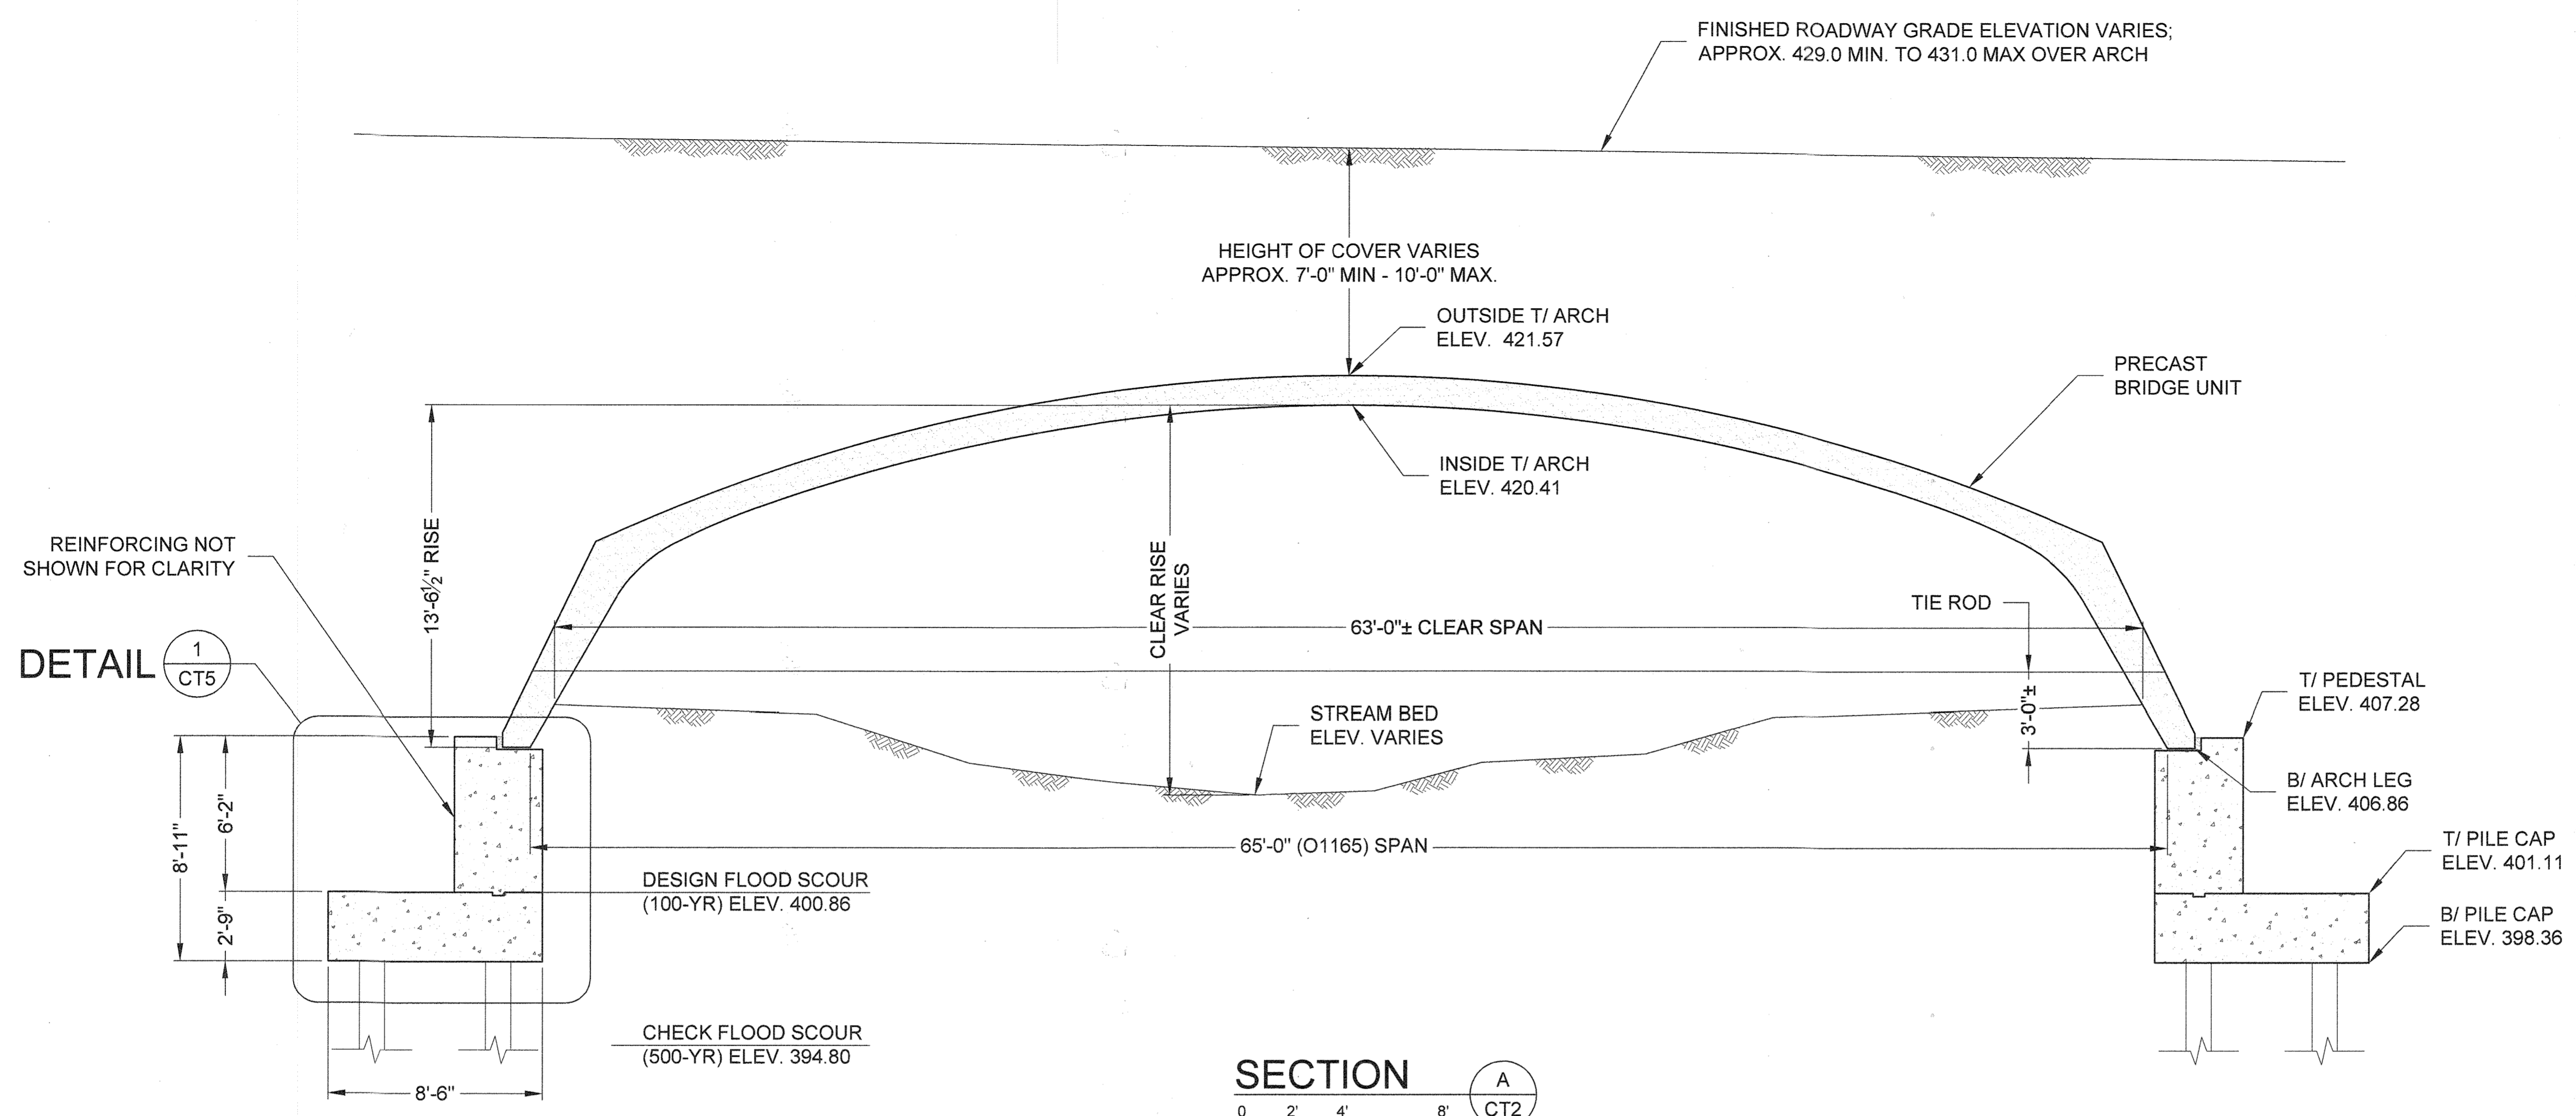 FINISHED ROADWAY GRADE ELEVATION VARIES;
APPROX. 429.0 MIN. TO 431.0 MAX OVER ARCH
HEIGHT OF COVER VARIES
APPROX. 7'-0" MIN - 10'-0" MAX.
OUTSIDE T/ ARCH
ELEV. 421.57
PRECAST
BRIDGE UNIT
INSIDE T/ ARCH
ELEV. 420.41
REINFORCING NOT
SHOWN FOR CLARITY
13'-6½" RISE
CLEAR RISE
VARIES
TIE ROD
63'-0"± CLEAR SPAN
DETAIL
1
CT5
3'-0"±
T/ PEDESTAL
ELEV. 407.28
STREAM BED
ELEV. VARIES
B/ ARCH LEG
ELEV. 406.86
8'-11"
6'-2"
65'-0" (O1165) SPAN
T/ PILE CAP
ELEV. 401.11
DESIGN FLOOD SCOUR
(100-YR) ELEV. 400.86
2'-9"
B/ PILE CAP
ELEV. 398.36
CHECK FLOOD SCOUR
(500-YR) ELEV. 394.80
8'-6"
SECTION
A
CT2
0 2' 4' 8'